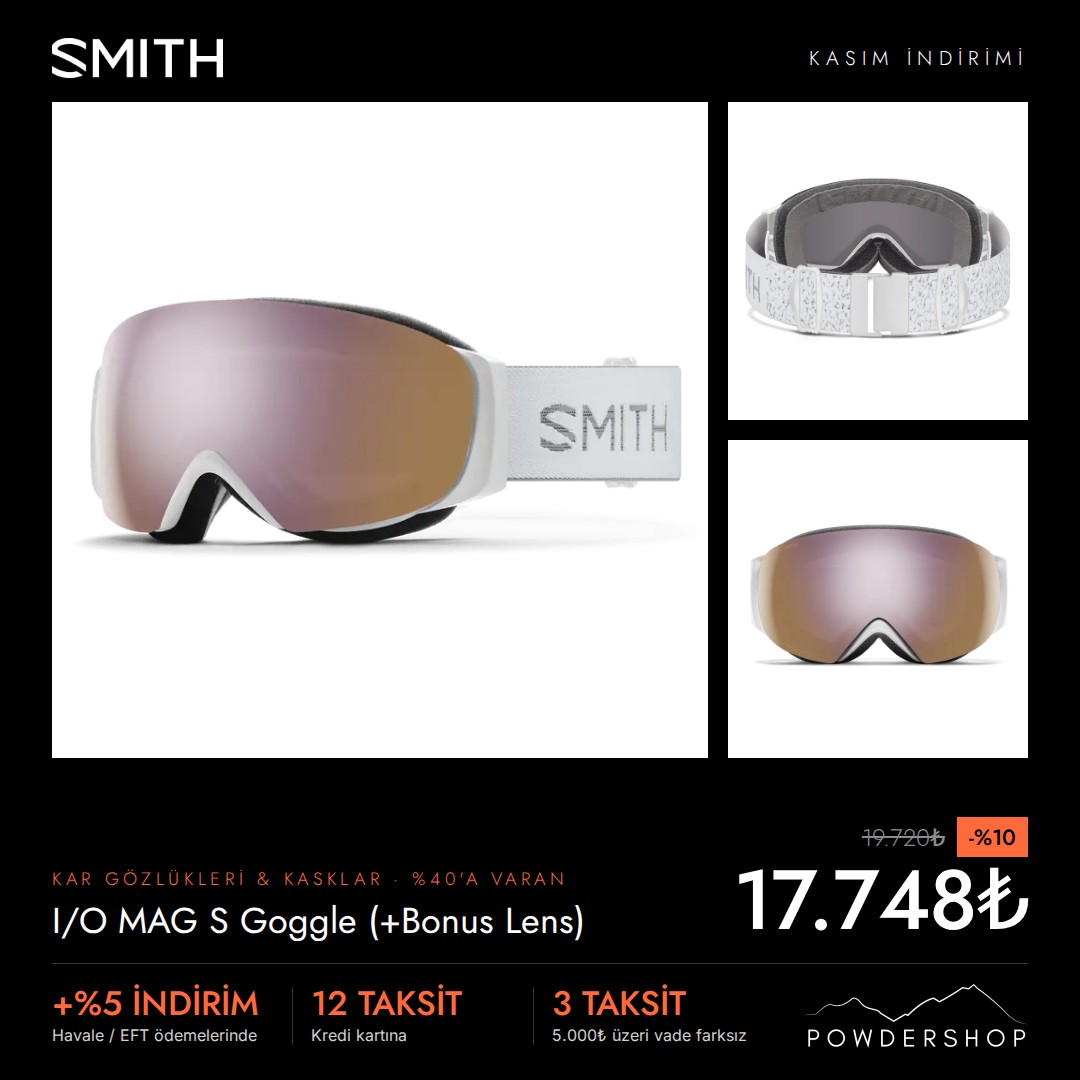 SMITH
KASIM İNDİRİMİ
SMITH
19.720₺
-%10
17.748₺
KAR GÖZLÜKLERİ & KASKLAR · %40'A VARAN
I/O MAG S Goggle (+Bonus Lens)
+%5 İNDİRİM
Havale / EFT ödemelerinde
12 TAKSİT
Kredi kartına
3 TAKSİT
5.000₺ üzeri vade farksız
POWDERSHOP